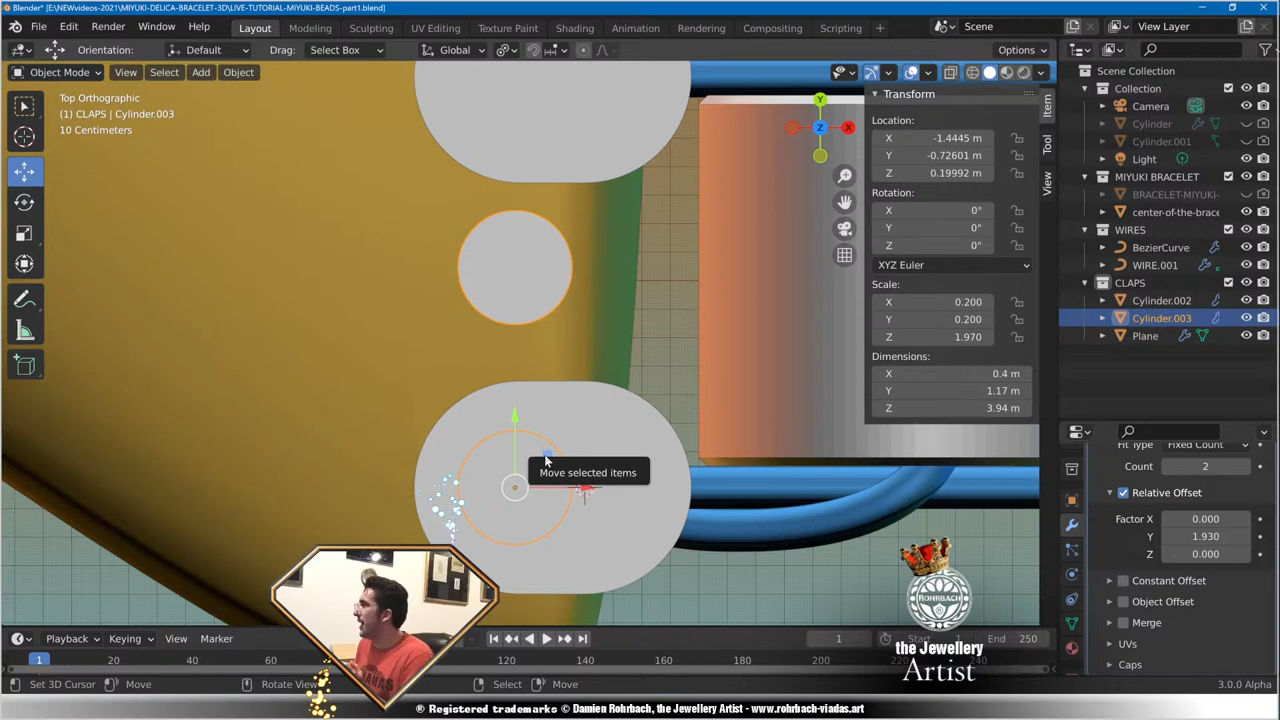 Blender* [E:\NEWvideos-2021\MIYUKI-DELICA-BRACELET-3D\LIVE-TUTORIAL-MIYUKI-BEADS-part1.blend]
File Edit Render Window Help Layout Modeling Sculpting UV Editing Texture Paint Shading Animation Rendering Compositing Scripting + Scene View Layer
Orientation: Default Drag: Select Box Global Options
Object Mode View Select Add Object
Top Orthographic
(1) CLAPS | Cylinder.003
10 Centimeters
Y
Z
X
Move selected items
Transform
Location:
X -1.4445 m
Y -0.72601 m
Z 0.19992 m
Rotation:
X 0°
Y 0°
Z 0°
XYZ Euler
Scale:
X 0.200
Y 0.200
Z 1.970
Dimensions:
X 0.4 m
Y 1.17 m
Z 3.94 m
Item
Tool
View
Scene Collection
Collection
Camera
Cylinder
Cylinder.001
Light
MIYUKI BRACELET
BRACELET-MIYUKI-
center-of-the-brace
WIRES
BezierCurve
WIRE.001
CLAPS
Cylinder.002
Cylinder.003
Plane
Fit Type Fixed Count
Count 2
Relative Offset
Factor X 0.000
Y 1.930
Z 0.000
Constant Offset
Object Offset
Merge
UVs
Caps
ROHRBACH
the Jewellery
Artist
Playback Keying View Marker 1 Start 1 End 250
1 20 40 60 120 140 160 180 200 220 240
Set 3D Cursor Move Rotate View Select Move 3.0.0 Alpha
® Registered trademarks © Damien Rohrbach, the Jewellery Artist - www.rohrbach-viadas.art